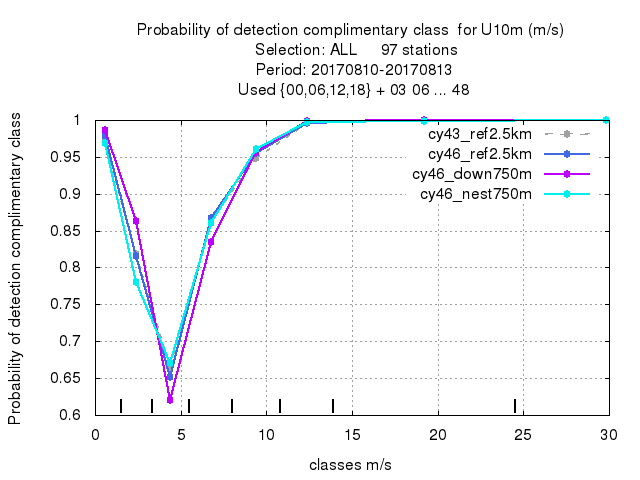 Probability of detection complimentary class  for U10m (m/s)
Selection: ALL     97 stations
Period: 20170810-20170813
Used {00,06,12,18} + 03 06 ... 48
Probability of detection complimentary class
1
0.95
0.9
0.85
0.8
0.75
0.7
0.65
0.6
cy43_ref2.5km
cy46_ref2.5km
cy46_down750m
cy46_nest750m
0 5 10 15 20 25 30
classes m/s